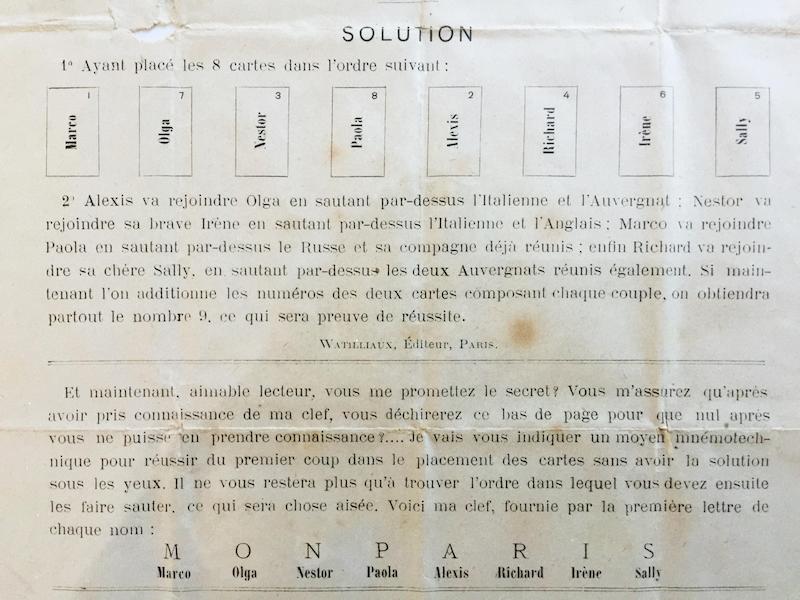 SOLUTION
1º Ayant placé les 8 cartes dans l'ordre suivant :
1 7 3 8 2 4 6 5
Marco Olga Nestor Paola Alexis Richard Irène Sally
2º Alexis va rejoindre Olga en sautant par-dessus l'Italienne et l'Auvergnat ; Nestor va
rejoindre sa brave Irène en sautant par-dessus l'Italienne et l'Anglais ; Marco va rejoindre
Paola en sautant par-dessus le Russe et sa compagne déjà réunis ; enfin Richard va rejoin-
dre sa chère Sally, en sautant par-dessus les deux Auvergnats réunis également. Si main-
tenant l'on additionne les numéros des deux cartes composant chaque couple, on obtiendra
partout le nombre 9, ce qui sera preuve de réussite.
WATILLIAUX, Éditeur, PARIS.
Et maintenant, aimable lecteur, vous me promettez le secret? Vous m'assurez qu'après
avoir pris connaissance de ma clef, vous déchirerez ce bas de page pour que nul après
vous ne puisse en prendre connaissance ?.... Je vais vous indiquer un moyen mnémotech-
nique pour réussir du premier coup dans le placement des cartes sans avoir la solution
sous les yeux. Il ne vous restera plus qu'à trouver l'ordre dans lequel vous devez ensuite
les faire sauter, ce qui sera chose aisée. Voici ma clef, fournie par la première lettre de
chaque nom :
M O N P A R I S
Marco Olga Nestor Paola Alexis Richard Irène Sally